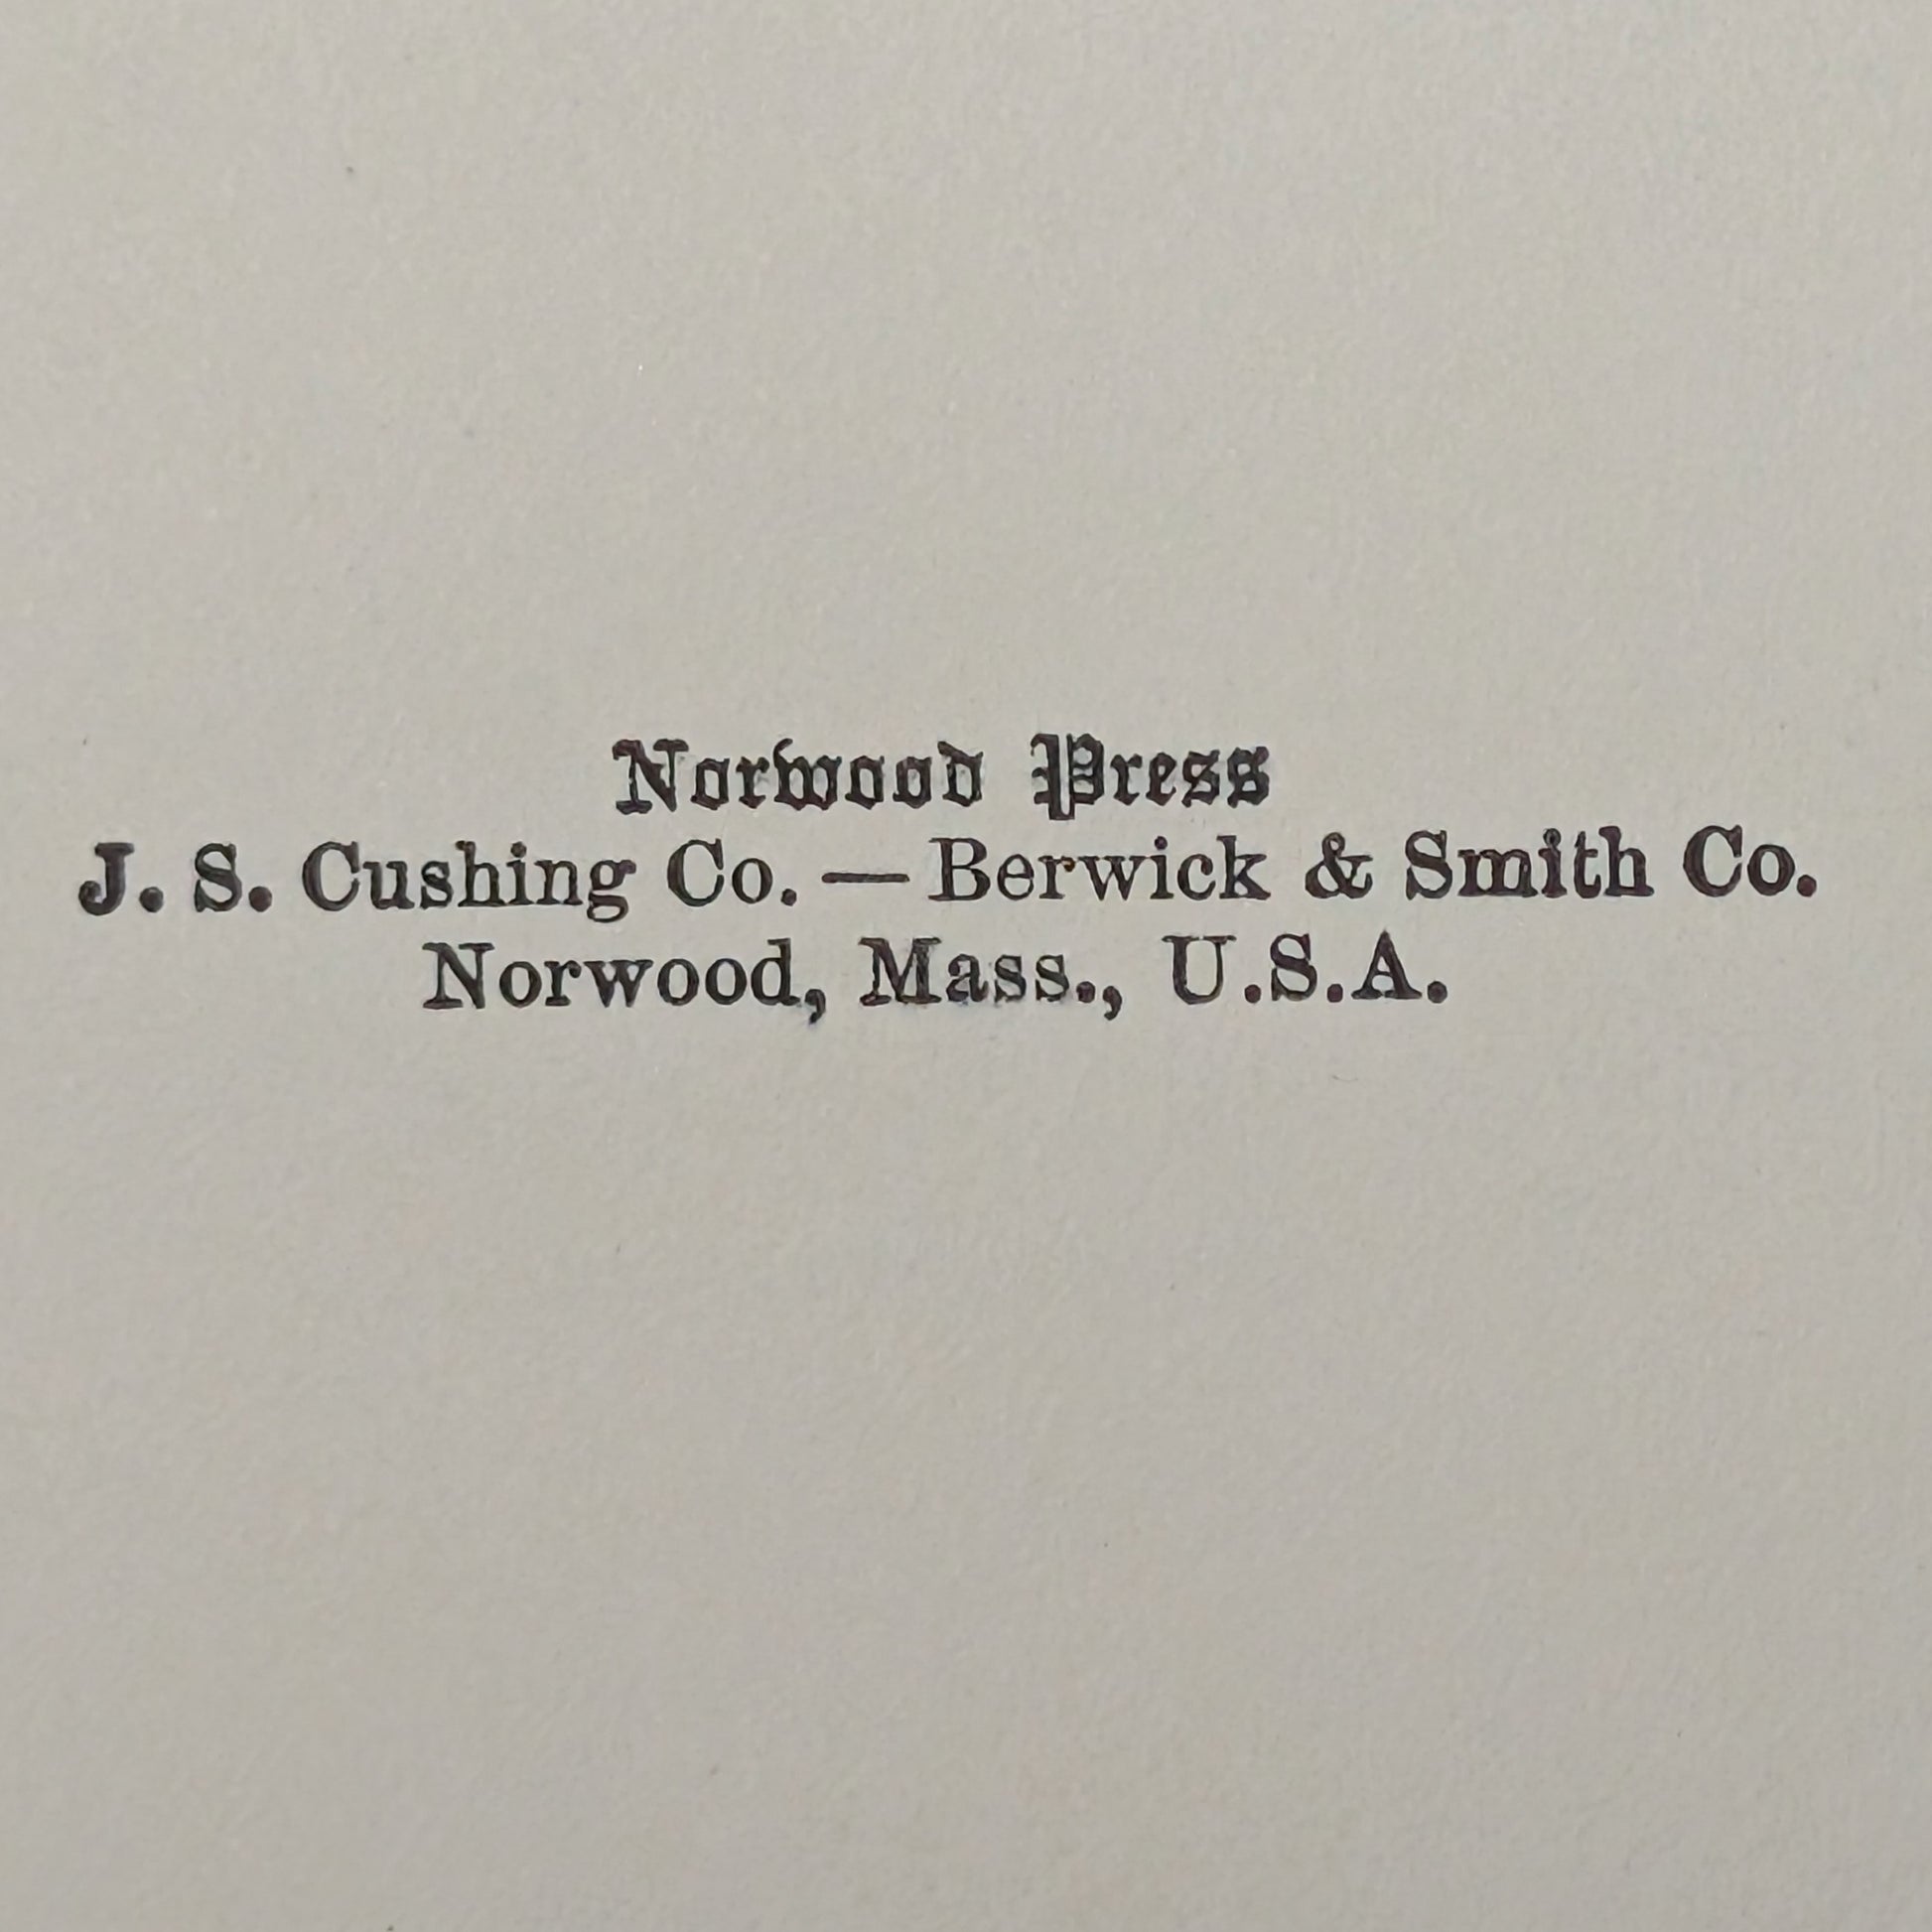 Norwood Press
J. S. Cushing Co. — Berwick & Smith Co.
Norwood, Mass., U.S.A.